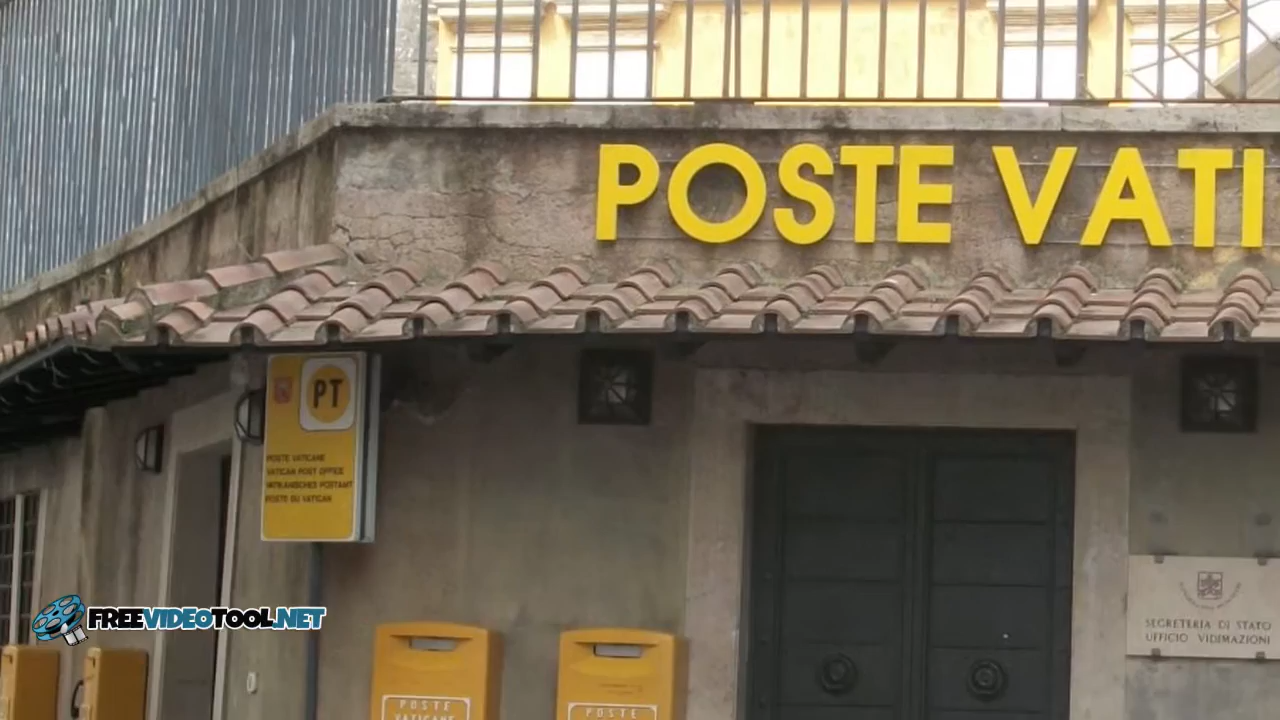 POSTE VATI
PT
POSTE VATICANE
VATICAN POST OFFICE
VATIKANISCHES POSTAMT
POSTE DU VATICAN
FREEVIDEOTOOL.NET
SEGRETERIA DI STATO
UFFICIO VIDIMAZIONI
POSTE
VATICANE
POSTE